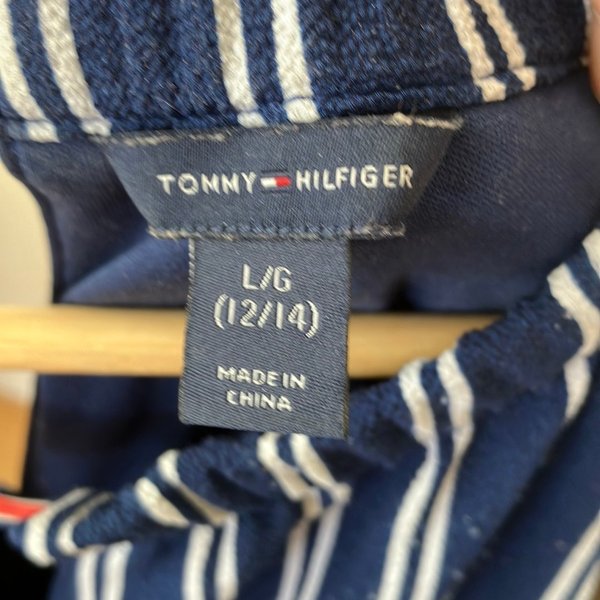 TOMMY HILFIGER
L/G
(12/14)
MADE IN
CHINA